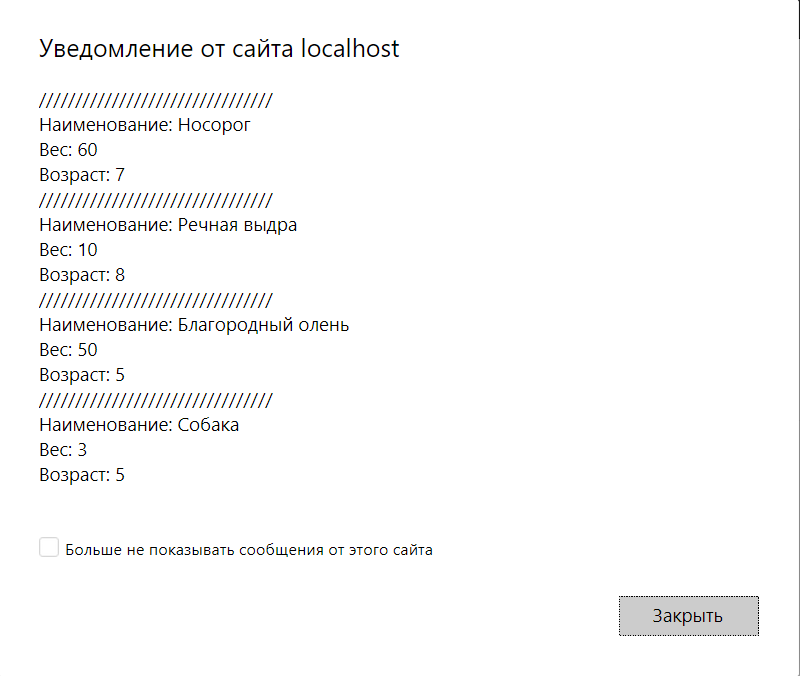 Уведомление от сайта localhost
////////////////////////////////
Наименование: Носорог
Вес: 60
Возраст: 7
////////////////////////////////
Наименование: Речная выдра
Вес: 10
Возраст: 8
////////////////////////////////
Наименование: Благородный олень
Вес: 50
Возраст: 5
////////////////////////////////
Наименование: Собака
Вес: 3
Возраст: 5
Больше не показывать сообщения от этого сайта
Закрыть